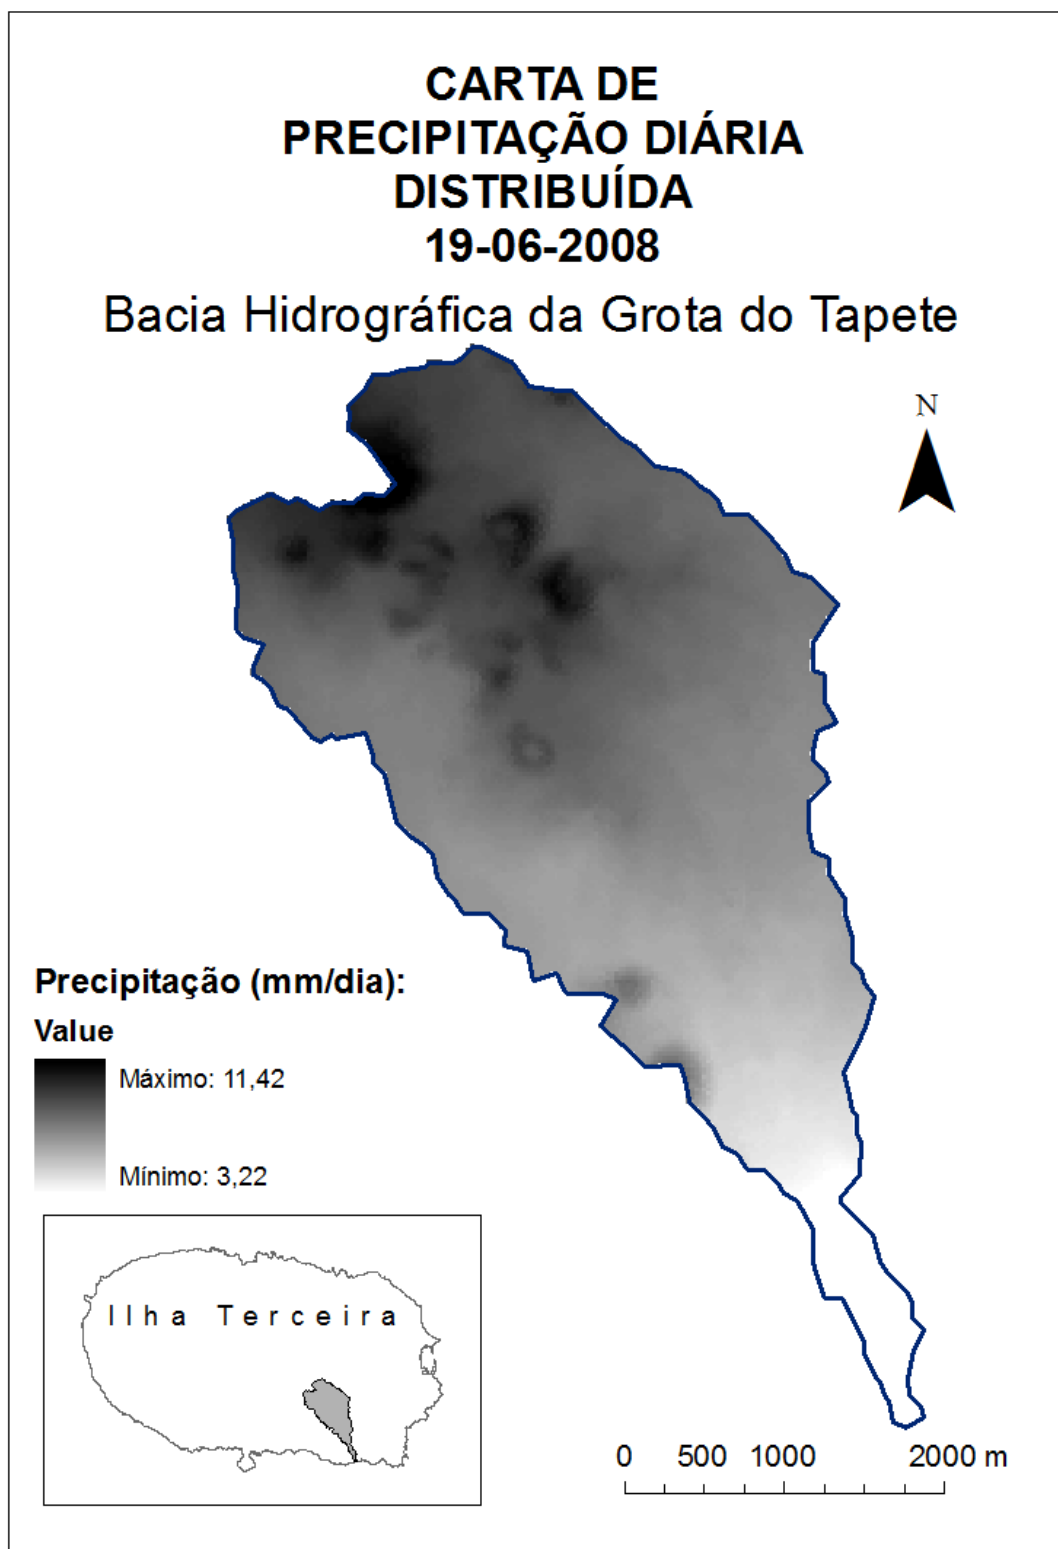 CARTA DE
PRECIPITAÇÃO DIÁRIA
DISTRIBUÍDA
19-06-2008
Bacia Hidrográfica da Grota do Tapete
N
Precipitação (mm/dia):
Value
Máximo: 11,42
Mínimo: 3,22
Ilha Terceira
0 500 1000 2000 m